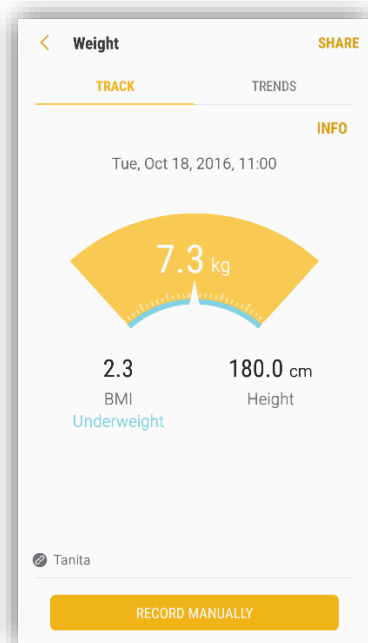 Weight SHARE
TRACK TRENDS
INFO
Tue, Oct 18, 2016, 11:00
7.3 kg
2.3 180.0 cm
BMI Height
Underweight
Tanita
RECORD MANUALLY